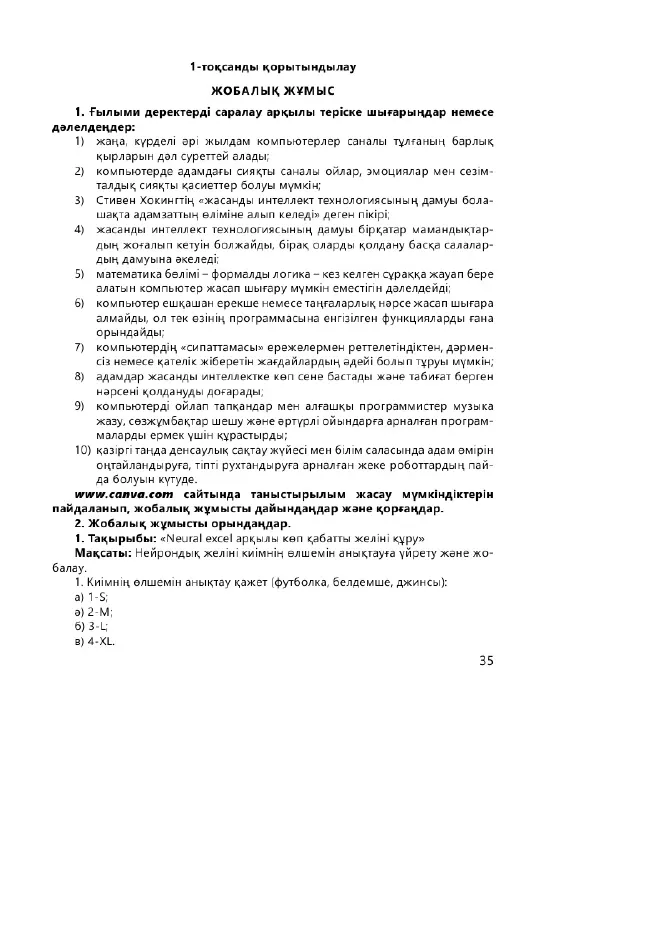 1-тоқсанды қорытындылау
ЖОБАЛЫҚ ЖҰМЫС
1. Ғылыми деректерді саралау арқылы теріске шығарыңдар немесе
дәлелдеңдер:
1) жаңа, күрделі әрі жылдам компьютерлер саналы тұлғаның барлық
қырларын дәл суреттей алады;
2) компьютерде адамдағы сияқты саналы ойлар, эмоциялар мен сезім-
талдық сияқты қасиеттер болуы мүмкін;
3) Стивен Хокингтің «жасанды интеллект технологиясының дамуы бола-
шақта адамзаттың өліміне алып келеді» деген пікірі;
4) жасанды интеллект технологиясының дамуы бірқатар мамандықтар-
дың жоғалып кетуін болжайды, бірақ оларды қолдану басқа салалар-
дың дамуына әкеледі;
5) математика бөлімі – формалды логика – кез келген сұраққа жауап бере
алатын компьютер жасап шығару мүмкін еместігін дәлелдейді;
6) компьютер ешқашан ерекше немесе таңғаларлық нәрсе жасап шығара
алмайды, ол тек өзінің программасына енгізілген функцияларды ғана
орындайды;
7) компьютердің «сипаттамасы» ережелермен реттелетіндіктен, дәрмен-
сіз немесе қателік жіберетін жағдайлардың әдейі болып тұруы мүмкін;
8) адамдар жасанды интеллектке көп сене бастады және табиғат берген
нәрсені қолдануды доғарады;
9) компьютерді ойлап тапқандар мен алғашқы программистер музыка
жазу, сөзжұмбақтар шешу және әртүрлі ойындарға арналған програм-
маларды ермек үшін құрастырды;
10) қазіргі таңда денсаулық сақтау жүйесі мен білім саласында адам өмірін
оңтайландыруға, тіпті рухтандыруға арналған жеке роботтардың пай-
да болуын күтуде.
www.canva.com сайтында таныстырылым жасау мүмкіндіктерін
пайдаланып, жобалық жұмысты дайындаңдар және қорғаңдар.
2. Жобалық жұмысты орындаңдар.
1. Тақырыбы: «Neural excel арқылы көп қабатты желіні құру»
Мақсаты: Нейрондық желіні киімнің өлшемін анықтауға үйрету және жо-
балау.
1. Киімнің өлшемін анықтау қажет (футболка, белдемше, джинсы):
а) 1-S;
ә) 2-M;
б) 3-L;
в) 4-XL.
35